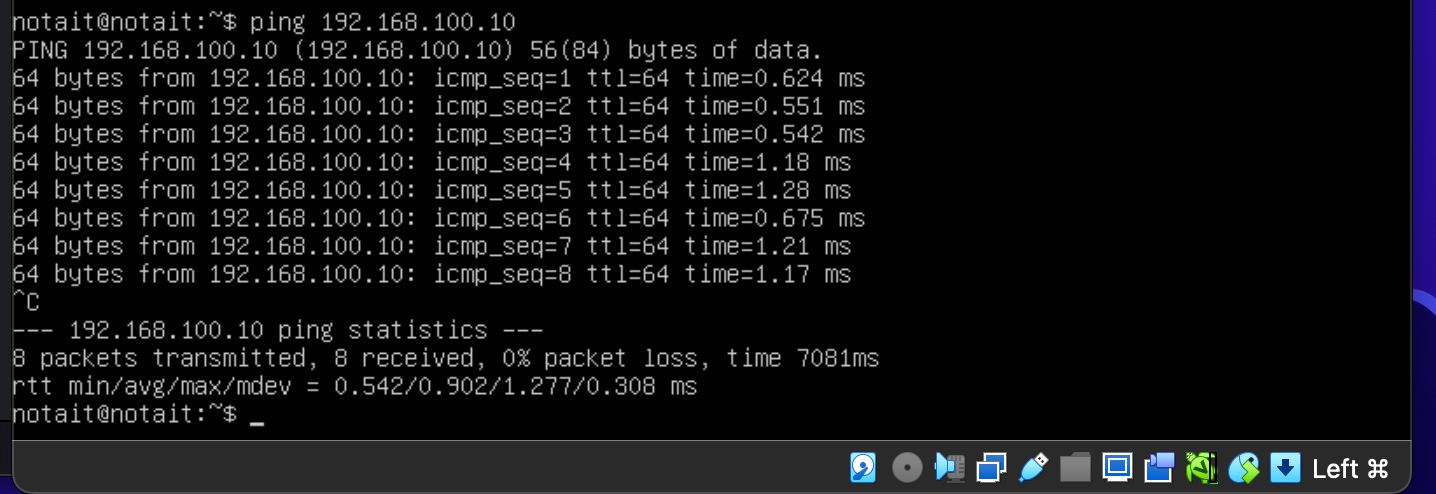 notait@notait:~$ ping 192.168.100.10
PING 192.168.100.10 (192.168.100.10) 56(84) bytes of data.
64 bytes from 192.168.100.10: icmp_seq=1 ttl=64 time=0.624 ms
64 bytes from 192.168.100.10: icmp_seq=2 ttl=64 time=0.551 ms
64 bytes from 192.168.100.10: icmp_seq=3 ttl=64 time=0.542 ms
64 bytes from 192.168.100.10: icmp_seq=4 ttl=64 time=1.18 ms
64 bytes from 192.168.100.10: icmp_seq=5 ttl=64 time=1.28 ms
64 bytes from 192.168.100.10: icmp_seq=6 ttl=64 time=0.675 ms
64 bytes from 192.168.100.10: icmp_seq=7 ttl=64 time=1.21 ms
64 bytes from 192.168.100.10: icmp_seq=8 ttl=64 time=1.17 ms
^C
--- 192.168.100.10 ping statistics ---
8 packets transmitted, 8 received, 0% packet loss, time 7081ms
rtt min/avg/max/mdev = 0.542/0.902/1.277/0.308 ms
notait@notait:~$ _
Left ⌘